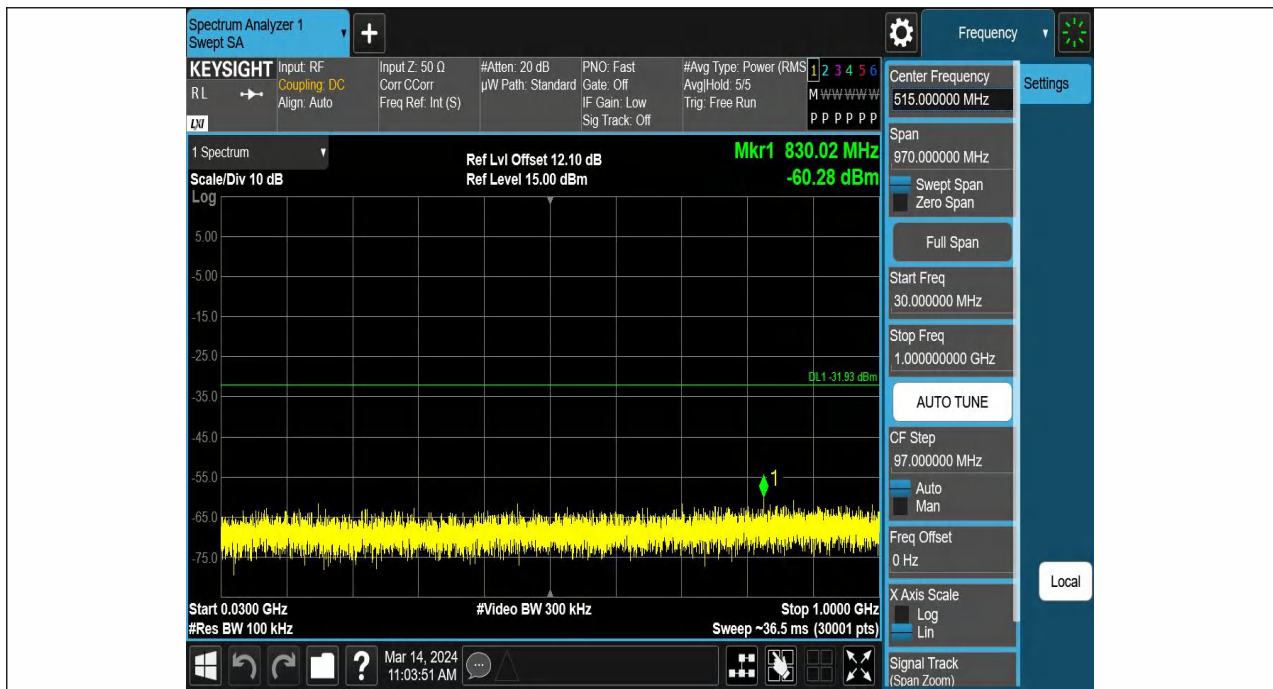 Spectrum Analyzer 1
Swept SA
+
Frequency
KEYSIGHT
RL
LXI
Input: RF
Coupling: DC
Align: Auto
Input Z: 50 Ω
Corr CCorr
Freq Ref: Int (S)
#Atten: 20 dB
µW Path: Standard
PNO: Fast
Gate: Off
IF Gain: Low
Sig Track: Off
#Avg Type: Power (RMS
Avg|Hold: 5/5
Trig: Free Run
1 2 3 4 5 6
M W W W W W
P P P P P P
1 Spectrum
Scale/Div 10 dB
Log
Ref Lvl Offset 12.10 dB
Ref Level 15.00 dBm
Mkr1 830.02 MHz
-60.28 dBm
5.00
-5.00
-15.0
-25.0
DL1 -31.93 dBm
-35.0
-45.0
-55.0
1
-65.0
-75.0
Start 0.0300 GHz
#Video BW 300 kHz
Stop 1.0000 GHz
#Res BW 100 kHz
Sweep ~36.5 ms (30001 pts)
?
Mar 14, 2024
11:03:51 AM
Center Frequency
515.000000 MHz
Span
970.000000 MHz
Swept Span
Zero Span
Full Span
Start Freq
30.000000 MHz
Stop Freq
1.000000000 GHz
AUTO TUNE
CF Step
97.000000 MHz
Auto
Man
Freq Offset
0 Hz
X Axis Scale
Log
Lin
Signal Track
(Span Zoom)
Settings
Local